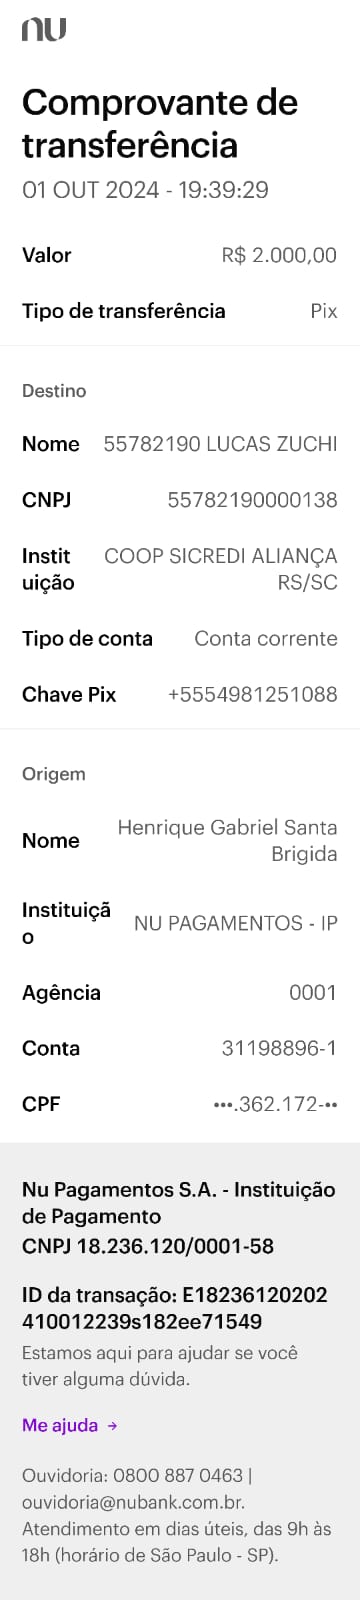 nu
Comprovante de
transferência
01 OUT 2024 - 19:39:29
Valor R$ 2.000,00
Tipo de transferência Pix
Destino
Nome 55782190 LUCAS ZUCHI
CNPJ 55782190000138
Instit COOP SICREDI ALIANÇA
uição RS/SC
Tipo de conta Conta corrente
Chave Pix +5554981251088
Origem
Nome Henrique Gabriel Santa
Brigida
Instituiçã
o NU PAGAMENTOS - IP
Agência 0001
Conta 31198896-1
CPF •••.362.172-••
Nu Pagamentos S.A. - Instituição
de Pagamento
CNPJ 18.236.120/0001-58
ID da transação: E18236120202
410012239s182ee71549
Estamos aqui para ajudar se você
tiver alguma dúvida.
Me ajuda →
Ouvidoria: 0800 887 0463 |
ouvidoria@nubank.com.br.
Atendimento em dias úteis, das 9h às
18h (horário de São Paulo - SP).